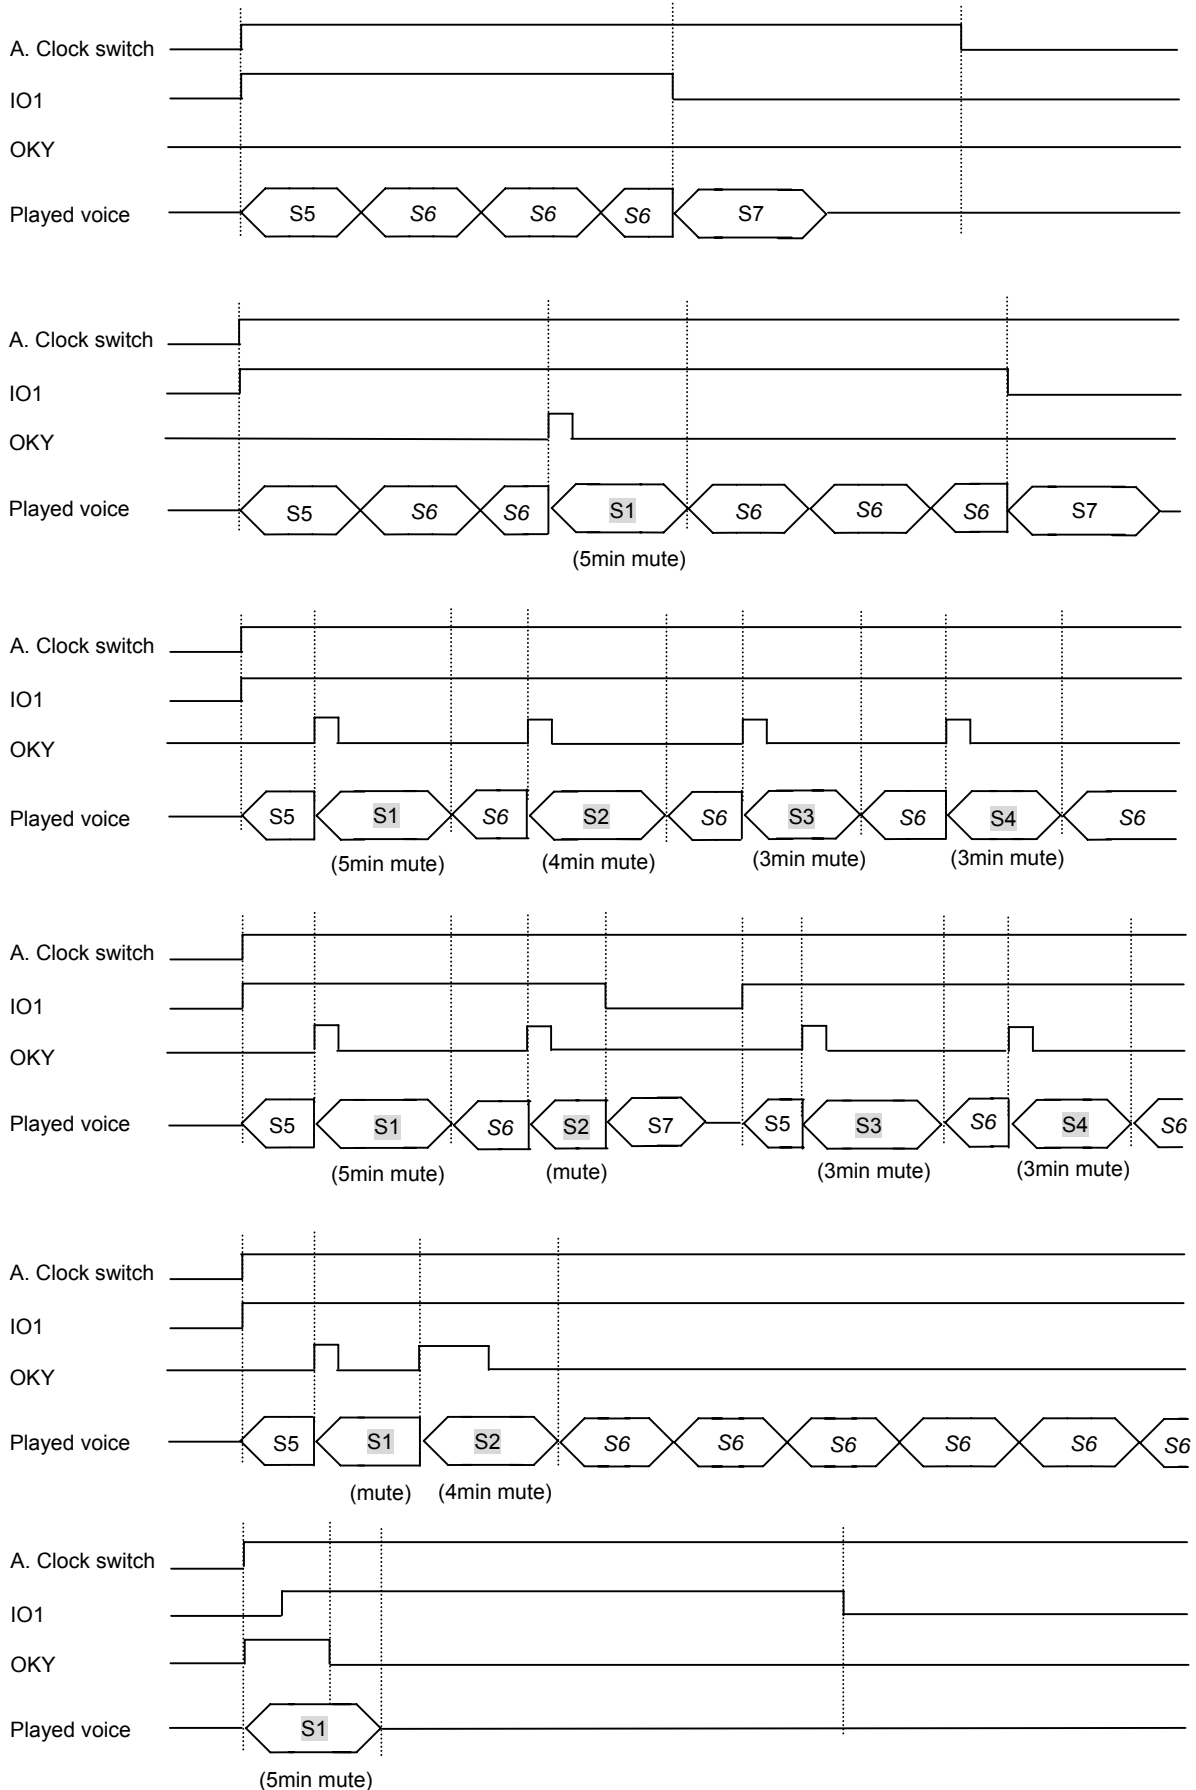 A. Clock switch
IO1
OKY
Played voice S5 S6 S6 S6 S7
A. Clock switch
IO1
OKY
Played voice S5 S6 S6 S1 S6 S6 S6 S7
(5min mute)
A. Clock switch
IO1
OKY
Played voice S5 S1 S6 S2 S6 S3 S6 S4 S6
(5min mute) (4min mute) (3min mute) (3min mute)
A. Clock switch
IO1
OKY
Played voice S5 S1 S6 S2 S7 S5 S3 S6 S4 S6
(5min mute) (mute) (3min mute) (3min mute)
A. Clock switch
IO1
OKY
Played voice S5 S1 S2 S6 S6 S6 S6 S6 S6
(mute) (4min mute)
A. Clock switch
IO1
OKY
Played voice S1
(5min mute)